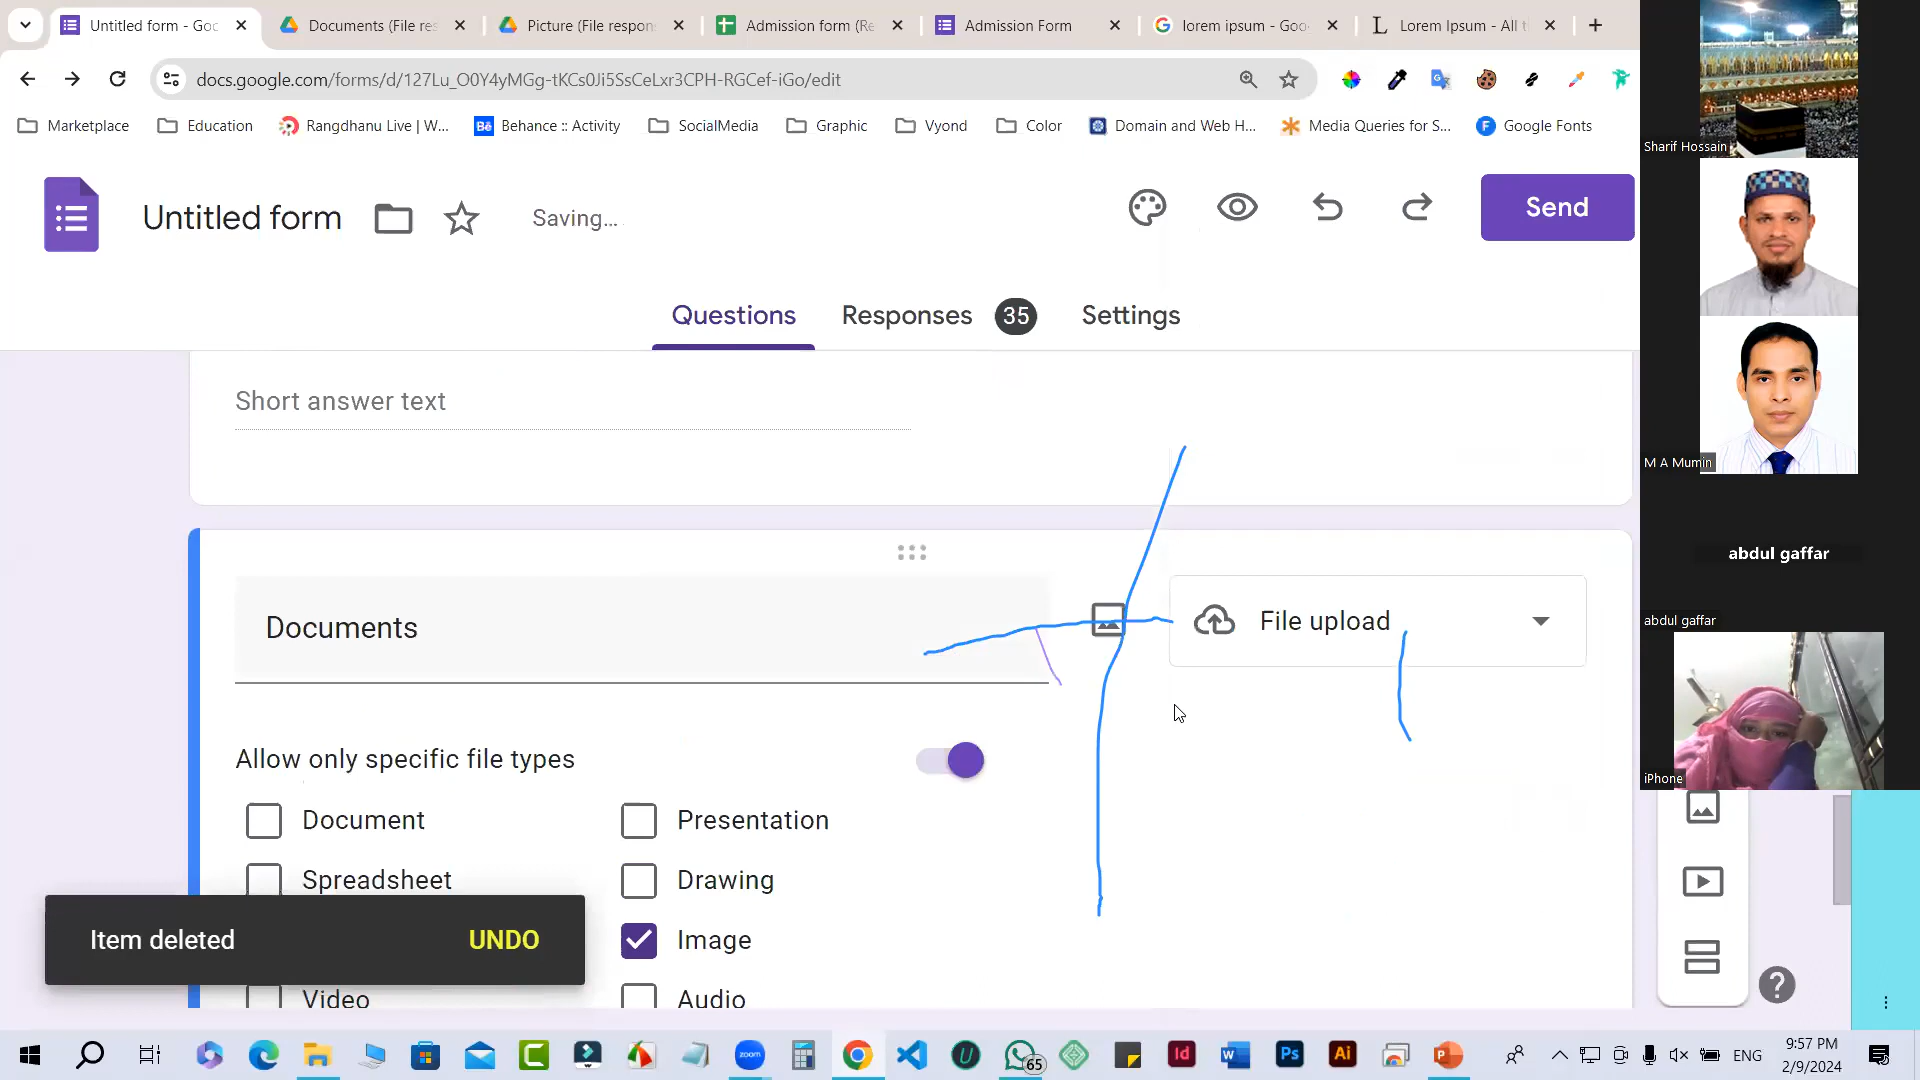 Untitled form - Goo
Documents (File res
Picture (File respon
Admission form (Re
Admission Form
lorem ipsum - Goo
Lorem Ipsum - All t
docs.google.com/forms/d/127Lu_O0Y4yMGg-tKCs0Ji5SsCeLxr3CPH-RGCef-iGo/edit
Marketplace
Education
Rangdhanu Live | W...
Behance :: Activity
SocialMedia
Graphic
Vyond
Color
Domain and Web H...
Media Queries for S...
Google Fonts
Sharif Hossain
Untitled form
Saving...
Send
Questions
Responses
35
Settings
Short answer text
M A Mumin
abdul gaffar
abdul gaffar
Documents
File upload
Allow only specific file types
iPhone
Document
Presentation
Spreadsheet
Drawing
Item deleted
UNDO
Image
Video
Audio
zoom
65
Id
Ps
Ai
ENG
9:57 PM
2/9/2024